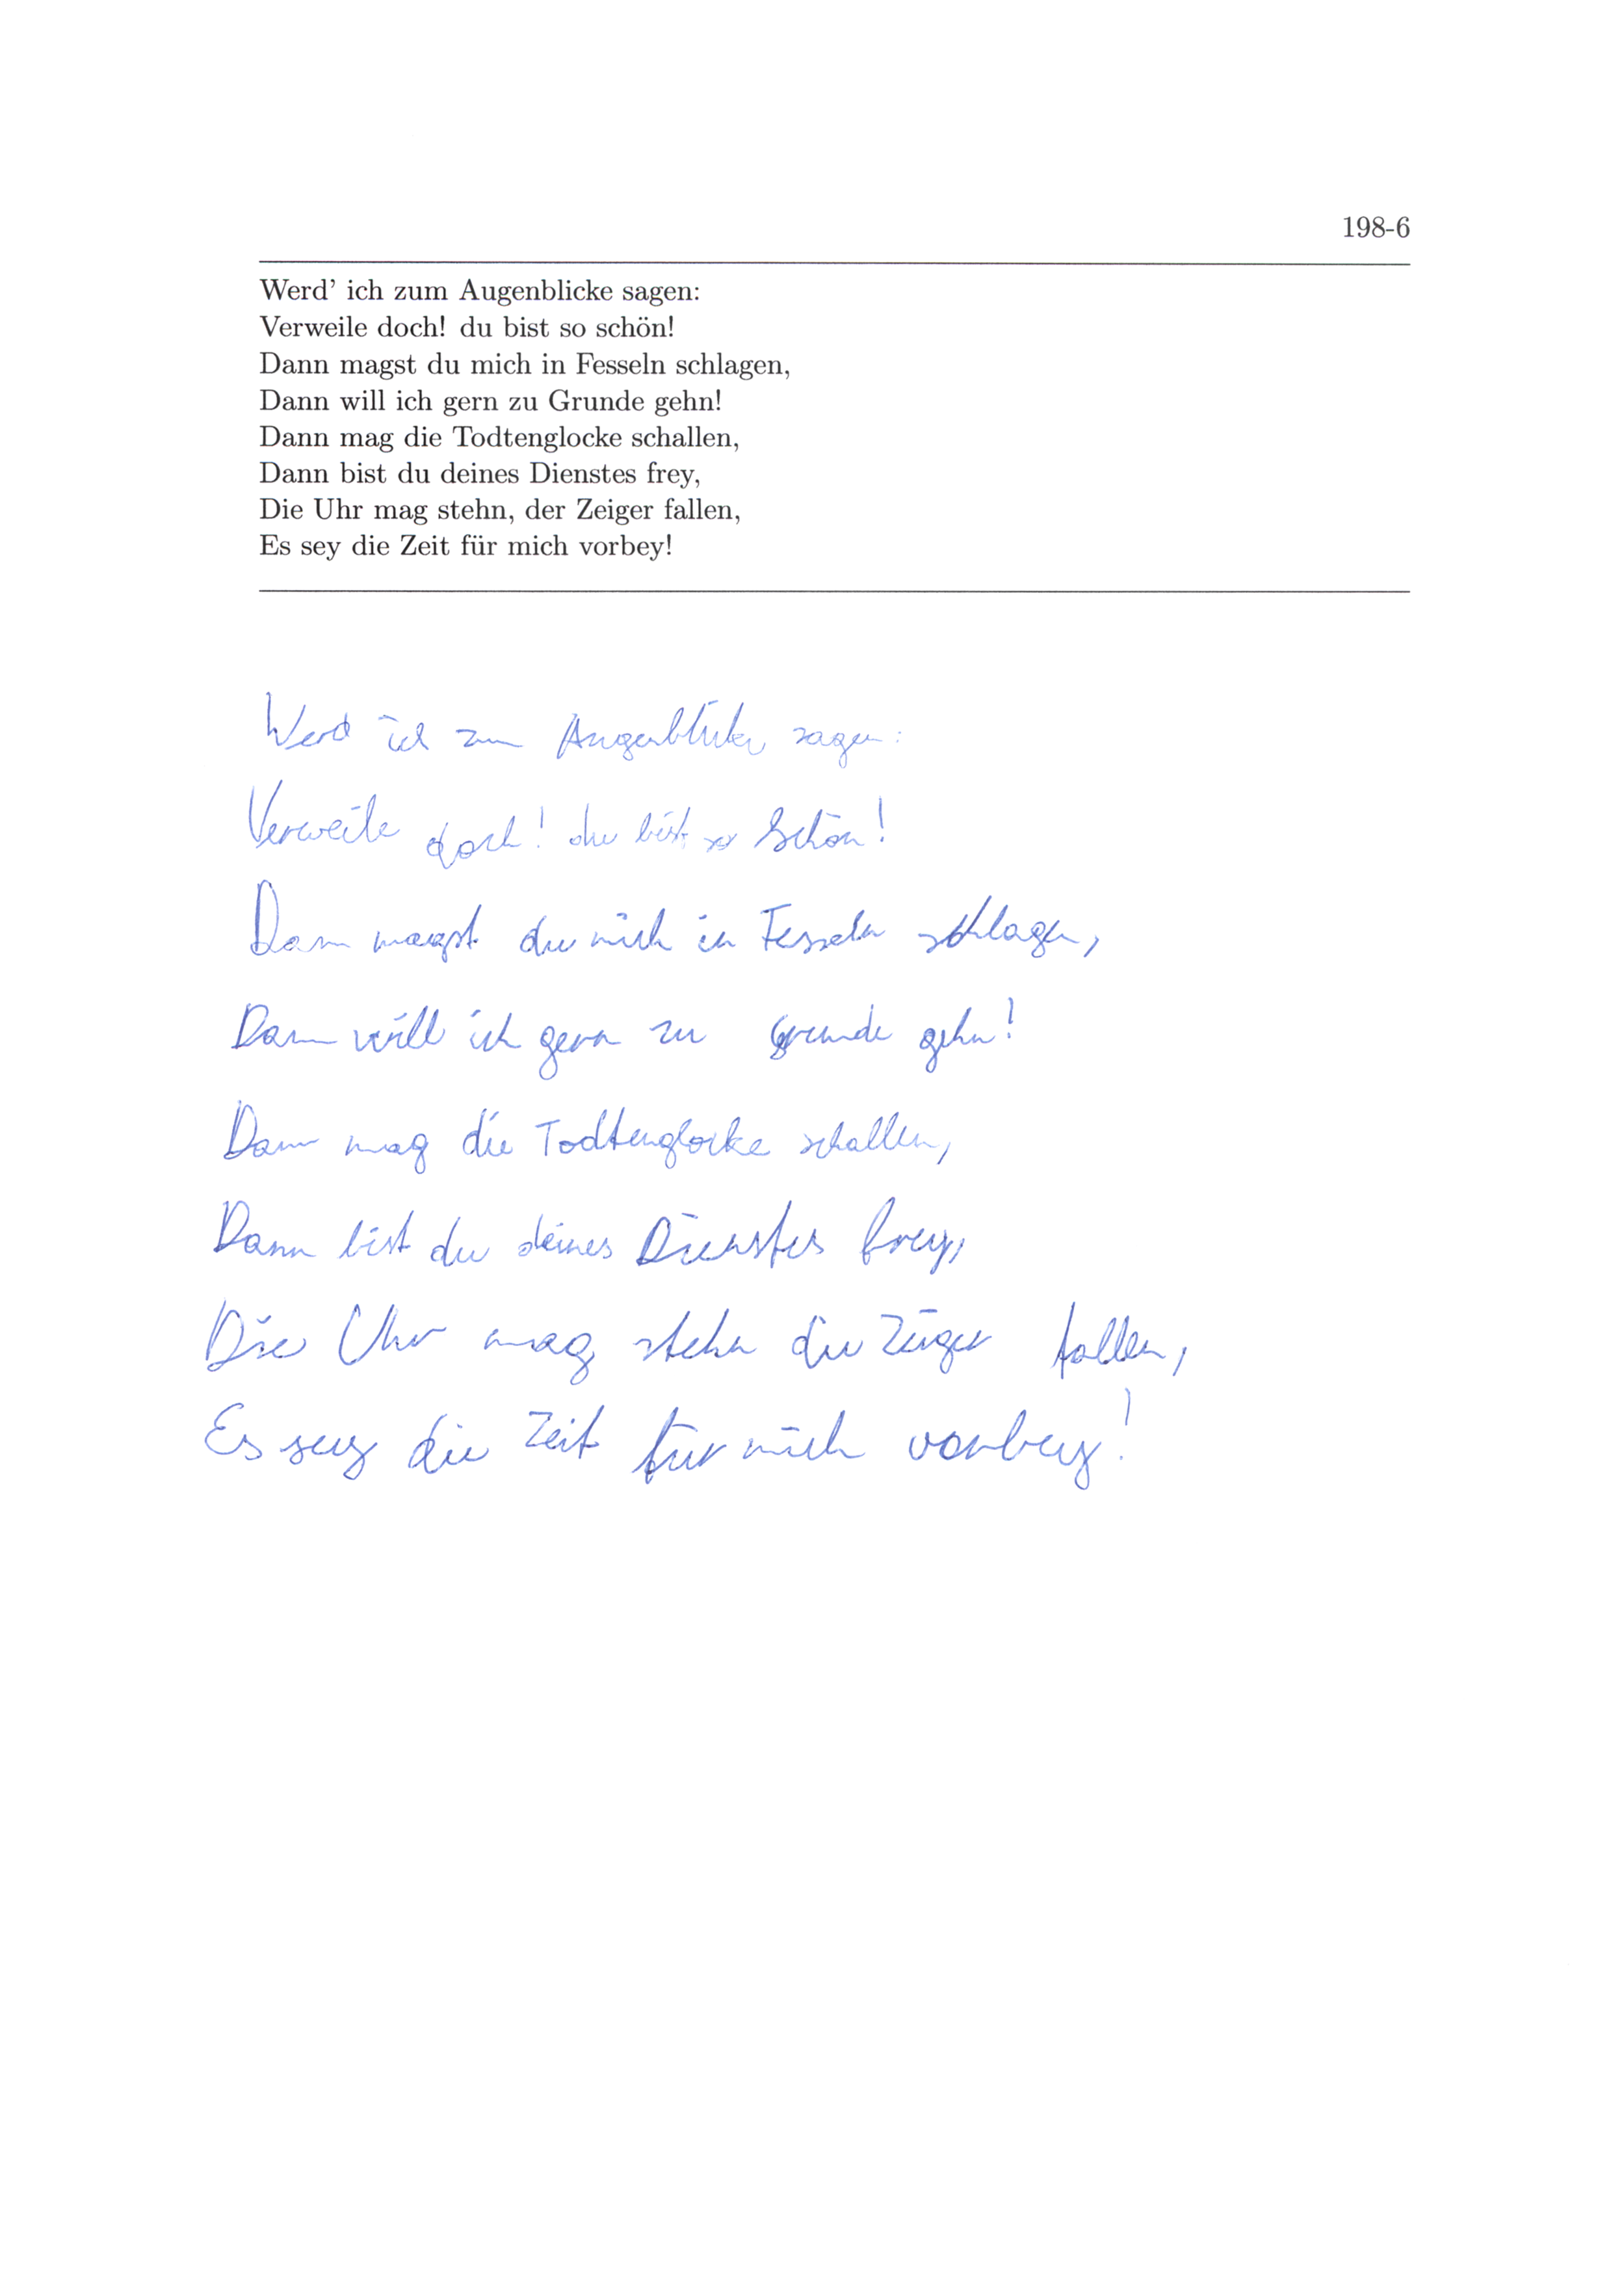 198-6
Werd' ich zum Augenblicke sagen:
Verweile doch! du bist so schön!
Dann magst du mich in Fesseln schlagen,
Dann will ich gern zu Grunde gehn!
Dann mag die Todtenglocke schallen,
Dann bist du deines Dienstes frey,
Die Uhr mag stehn, der Zeiger fallen,
Es sey die Zeit für mich vorbey!
Werd ich zum Augenblicke sagen:
Verweile doch! du bist so Schön!
Dann magst du mich in Fesseln schlagen,
Dann will ich gern zu Grunde gehn!
Dann mag die Todtenglocke schallen,
Dann bist du deines Dienstes frey,
Die Uhr mag stehn die Zeiger fallen,
Es sey die Zeit fur mich vorbey!